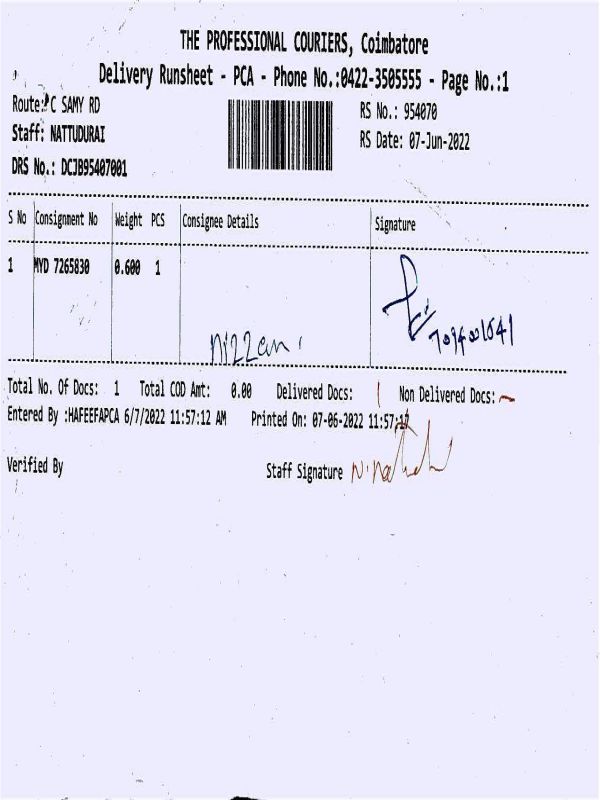 THE PROFESSIONAL COURIERS, Coimbatore
Delivery Runsheet - PCA - Phone No.:0422-3505555 - Page No.:1
Route: C SAMY RD
RS No.: 954070
Staff: NATTUDURAI
RS Date: 07-Jun-2022
DRS No.: DCJB95407001
S No Consignment No Weight PCS Consignee Details Signature
1 MYD 7265830 0.600 1
Nizzam
Total No. Of Docs: 1 Total COD Amt: 0.00 Delivered Docs: 1 Non Delivered Docs: -
Entered By :HAFEEFAPCA 6/7/2022 11:57:12 AM Printed On: 07-06-2022 11:57:17
Verified By Staff Signature